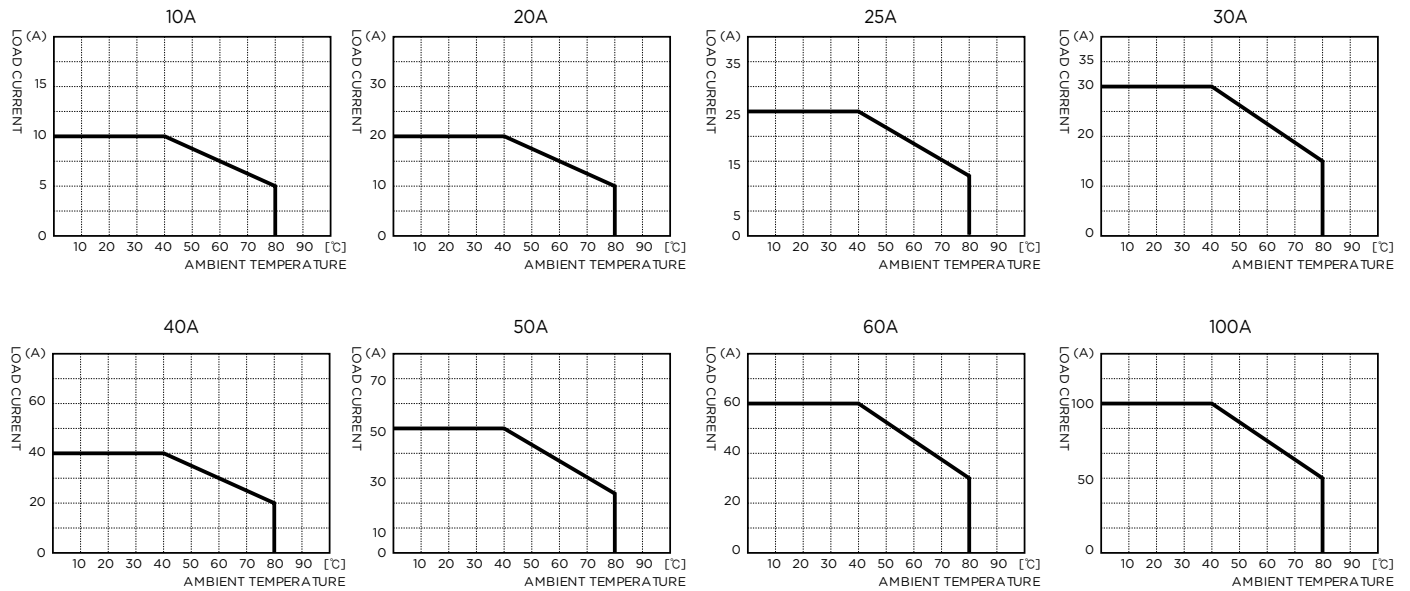 10A
20A
25A
30A
LOAD CURRENT
(A)
15
10
5
0
10 20 30 40 50 60 70 80 90 [℃]
AMBIENT TEMPERATURE
LOAD CURRENT
(A)
30
20
10
0
10 20 30 40 50 60 70 80 90 [℃]
AMBIENT TEMPERATURE
LOAD CURRENT
(A)
35
25
15
5
0
10 20 30 40 50 60 70 80 90 [℃]
AMBIENT TEMPERATURE
LOAD CURRENT
(A)
35
30
20
10
0
10 20 30 40 50 60 70 80 90 [℃]
AMBIENT TEMPERATURE
40A
50A
60A
100A
LOAD CURRENT
(A)
60
40
20
0
10 20 30 40 50 60 70 80 90 [℃]
AMBIENT TEMPERATURE
LOAD CURRENT
(A)
70
50
30
10
0
10 20 30 40 50 60 70 80 90 [℃]
AMBIENT TEMPERATURE
LOAD CURRENT
(A)
60
40
20
0
10 20 30 40 50 60 70 80 90 [℃]
AMBIENT TEMPERATURE
LOAD CURRENT
(A)
100
50
0
10 20 30 40 50 60 70 80 90 [℃]
AMBIENT TEMPERATURE